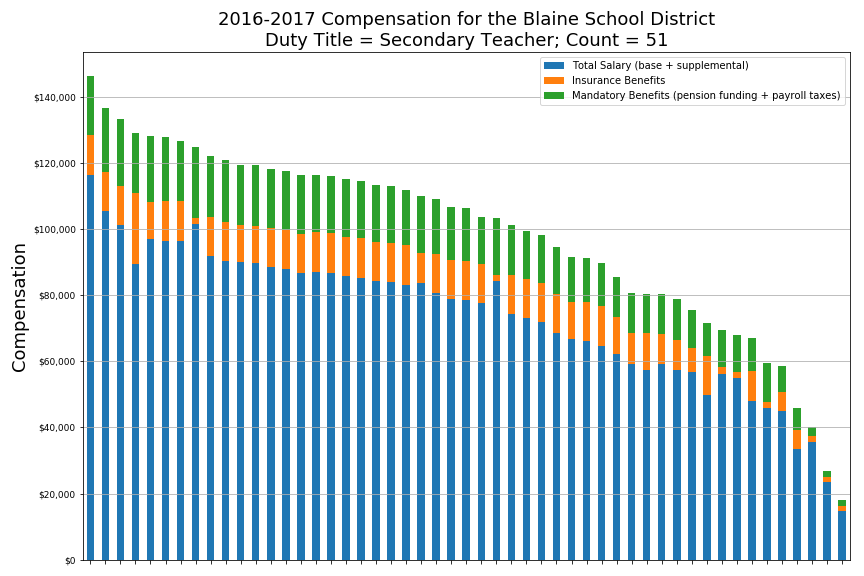 2016-2017 Compensation for the Blaine School District
Duty Title = Secondary Teacher; Count = 51
Total Salary (base + supplemental)
Insurance Benefits
Mandatory Benefits (pension funding + payroll taxes)
Compensation
$140,000
$120,000
$100,000
$80,000
$60,000
$40,000
$20,000
$0